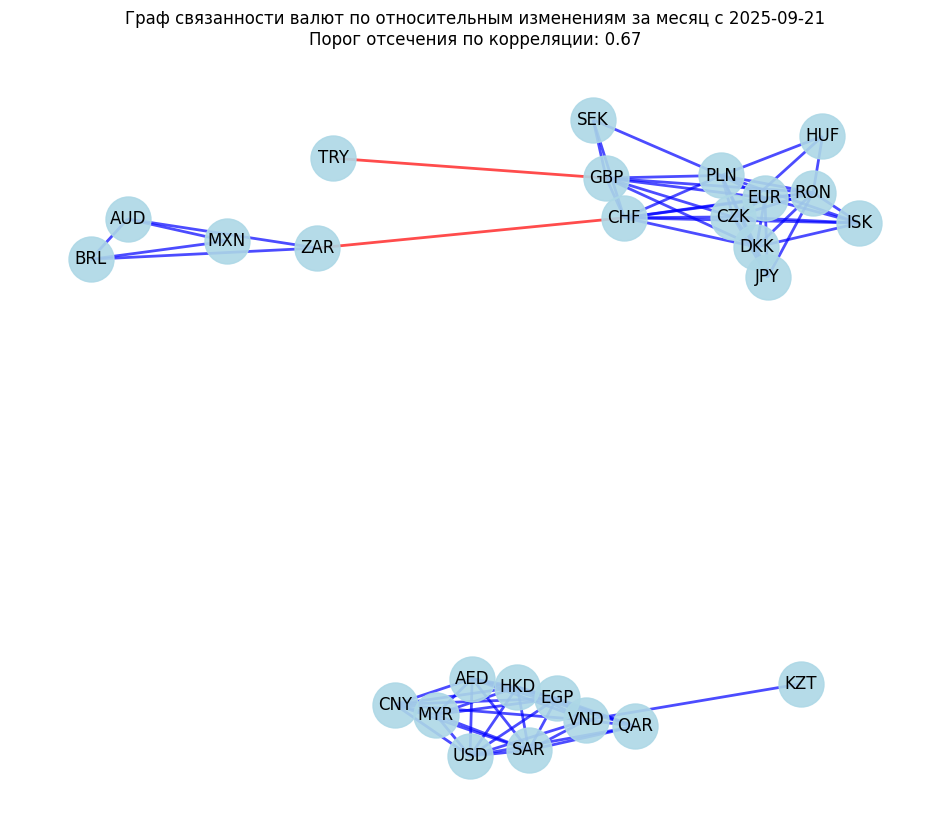 Граф связанности валют по относительным изменениям за месяц с 2025-09-21
Порог отсечения по корреляции: 0.67
SEK
HUF
TRY
PLN
GBP
EUR
RON
AUD
CHF
CZK
ISK
MXN
ZAR
DKK
BRL
JPY
AED
HKD
KZT
EGP
CNY
MYR
VND
QAR
USD
SAR